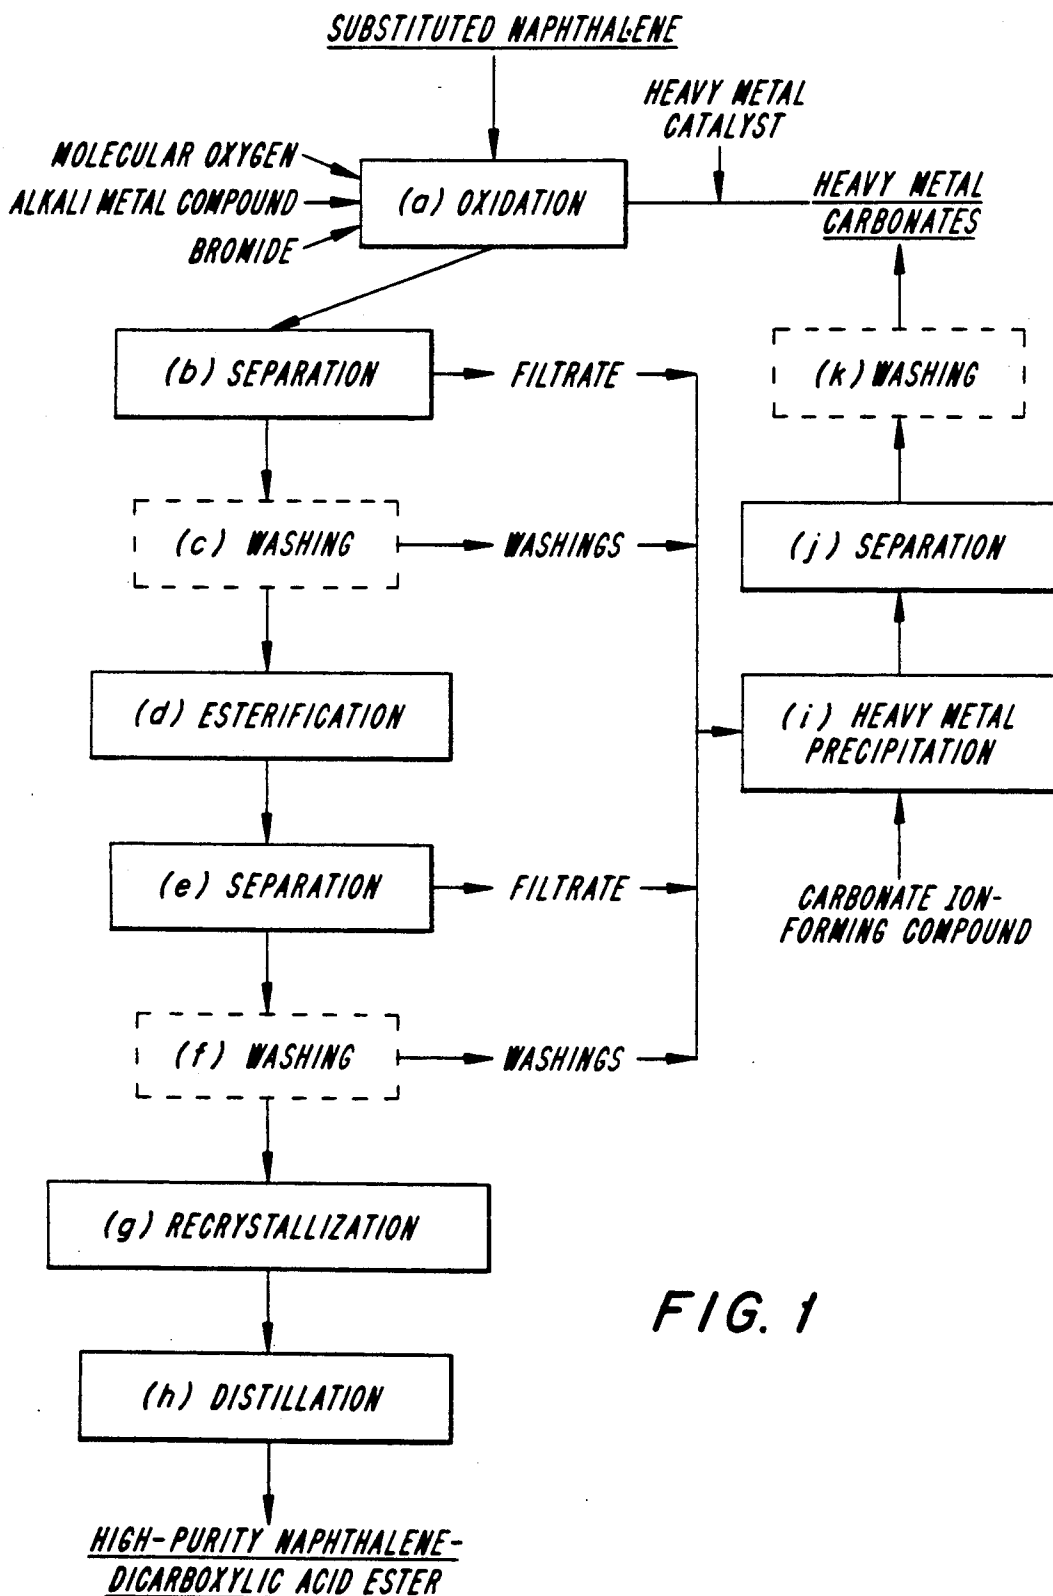 SUBSTITUTED NAPHTHALENE
HEAVY METAL
CATALYST
MOLECULAR OXYGEN
ALKALI METAL COMPOUND
BROMIDE
(a) OXIDATION
HEAVY METAL
CARBONATES
(b) SEPARATION
FILTRATE
(k) WASHING
(c) WASHING
WASHINGS
(j) SEPARATION
(d) ESTERIFICATION
(i) HEAVY METAL
PRECIPITATION
(e) SEPARATION
FILTRATE
CARBONATE ION-
FORMING COMPOUND
(f) WASHING
WASHINGS
(g) RECRYSTALLIZATION
FIG. 1
(h) DISTILLATION
HIGH-PURITY NAPHTHALENE-
DICARBOXYLIC ACID ESTER